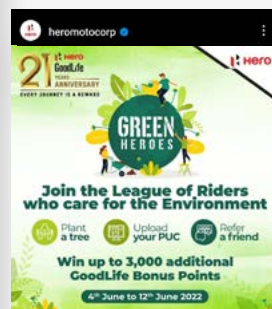 heromotocorp
Hero
21 Hero
GoodLife
YEARS
ANNIVERSARY
EVERY JOURNEY IS A REWARD
Hero
GREEN
HEROES
Join the League of Riders
who care for the Environment
Plant
a tree
Upload
your PUC
Refer
a friend
Win up to 3,000 additional
GoodLife Bonus Points
4th June to 12th June 2022